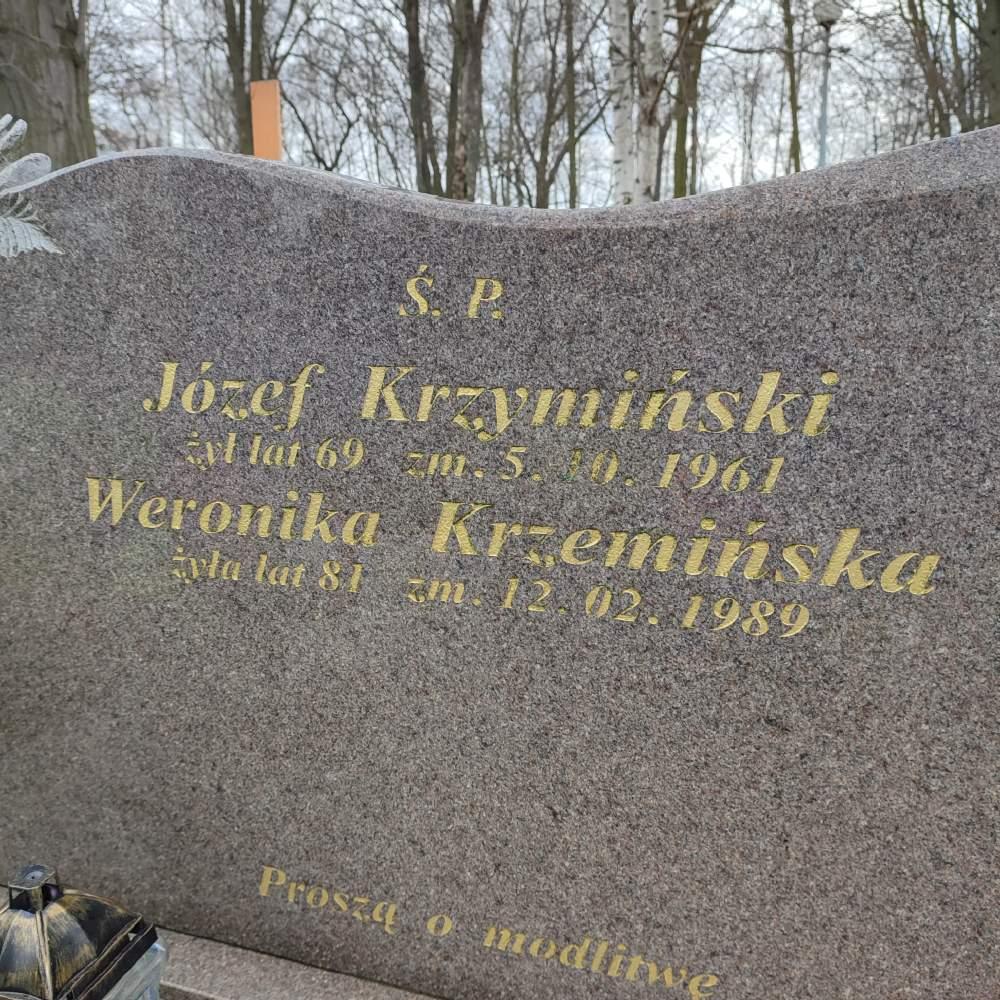 Ś. P.
Józef Krzymiński
żył lat 69 zm. 5. 10. 1961
Weronika Krzemińska
żyła lat 81 zm. 12. 02. 1989
Proszą o modlitwę